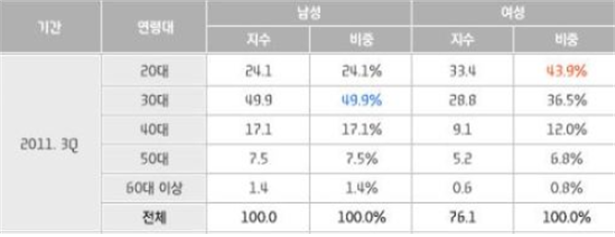 기간 연령대 남성 여성
지수 비중 지수 비중
2011. 3Q
20대 24.1 24.1% 33.4 43.9%
30대 49.9 49.9% 28.8 36.5%
40대 17.1 17.1% 9.1 12.0%
50대 7.5 7.5% 5.2 6.8%
60대 이상 1.4 1.4% 0.6 0.8%
전체 100.0 100.0% 76.1 100.0%